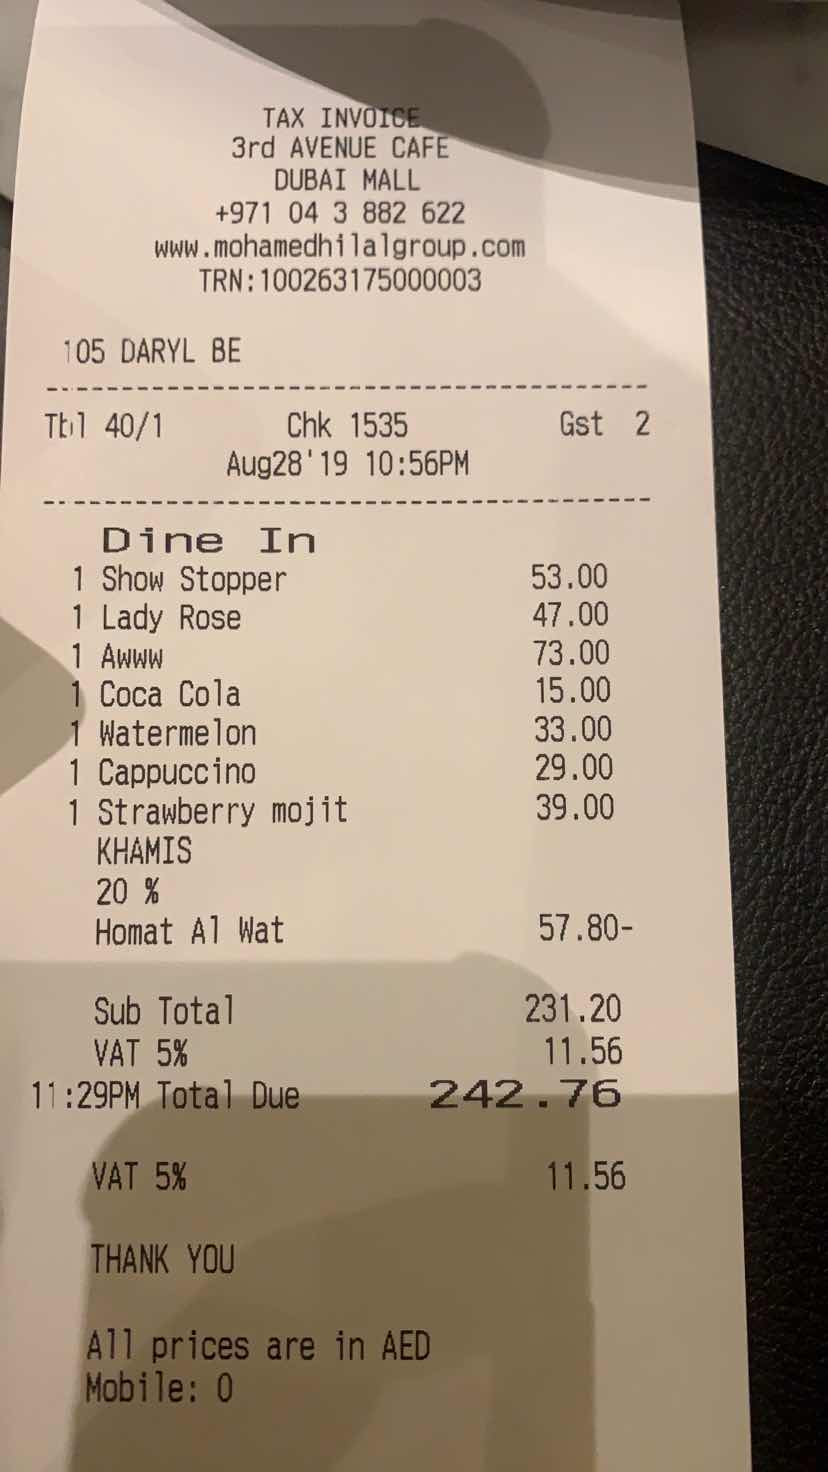 TAX INVOICE
3rd AVENUE CAFE
DUBAI MALL
+971 04 3 882 622
www.mohamedhilalgroup.com
TRN:100263175000003
105 DARYL BE
Tbl 40/1 Chk 1535 Gst 2
Aug28'19 10:56PM
Dine In
1 Show Stopper 53.00
1 Lady Rose 47.00
1 Awww 73.00
1 Coca Cola 15.00
1 Watermelon 33.00
1 Cappuccino 29.00
1 Strawberry mojit 39.00
KHAMIS
20 %
Homat Al Wat 57.80-
Sub Total 231.20
VAT 5% 11.56
11:29PM Total Due 242.76
VAT 5% 11.56
THANK YOU
All prices are in AED
Mobile: 0